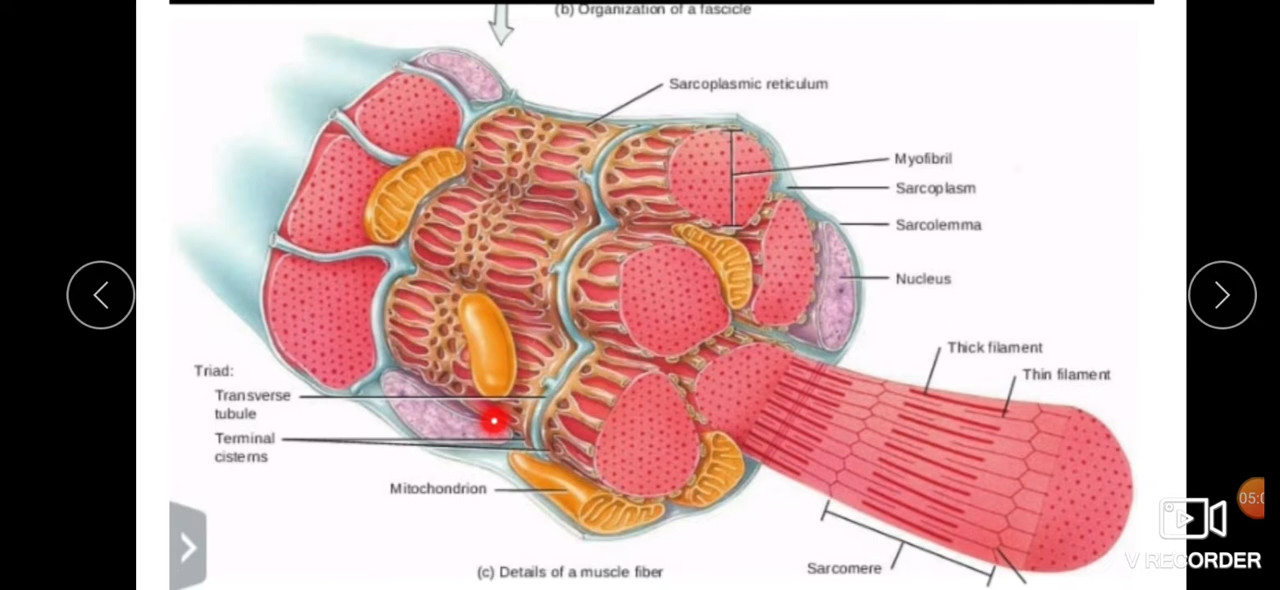 (b) Organization of a fascicle
Sarcoplasmic reticulum
Myofibril
Sarcoplasm
Sarcolemma
Nucleus
Thick filament
Thin filament
Triad:
Transverse
tubule
Terminal
cisterns
Mitochondrion
Sarcomere
(c) Details of a muscle fiber
V RECORDER